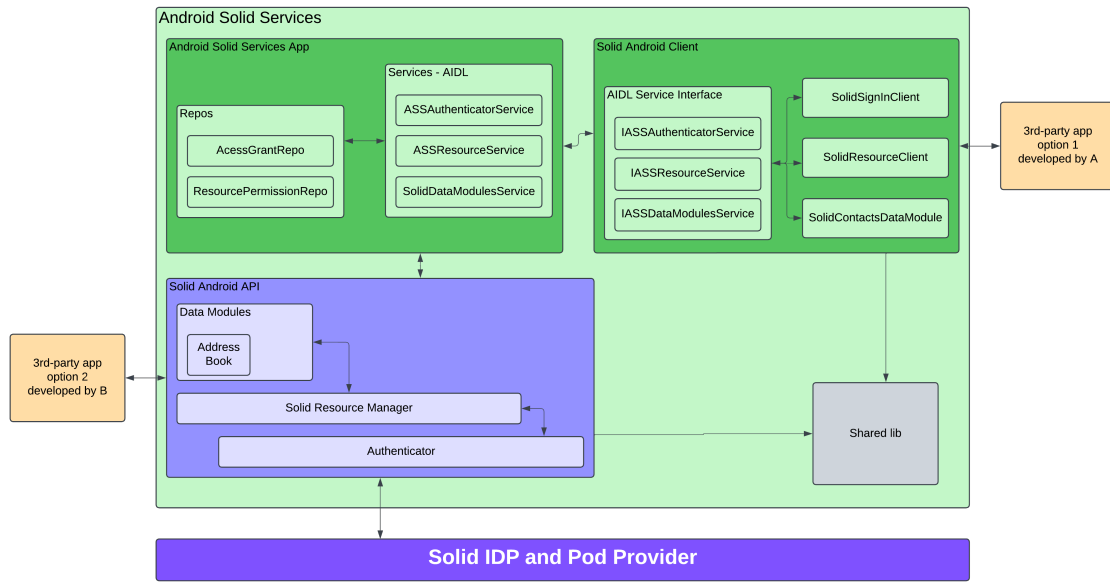 Android Solid Services
Android Solid Services App
Services - AIDL
ASSAuthenticatorService
ASSResourceService
SolidDataModulesService
Repos
AcessGrantRepo
ResourcePermissionRepo
Solid Android Client
AIDL Service Interface
IASSAuthenticatorService
IASSResourceService
IASSDataModulesService
SolidSignInClient
SolidResourceClient
SolidContactsDataModule
3rd-party app
option 1
developed by A
Solid Android API
Data Modules
Address
Book
Solid Resource Manager
Authenticator
3rd-party app
option 2
developed by B
Shared lib
Solid IDP and Pod Provider